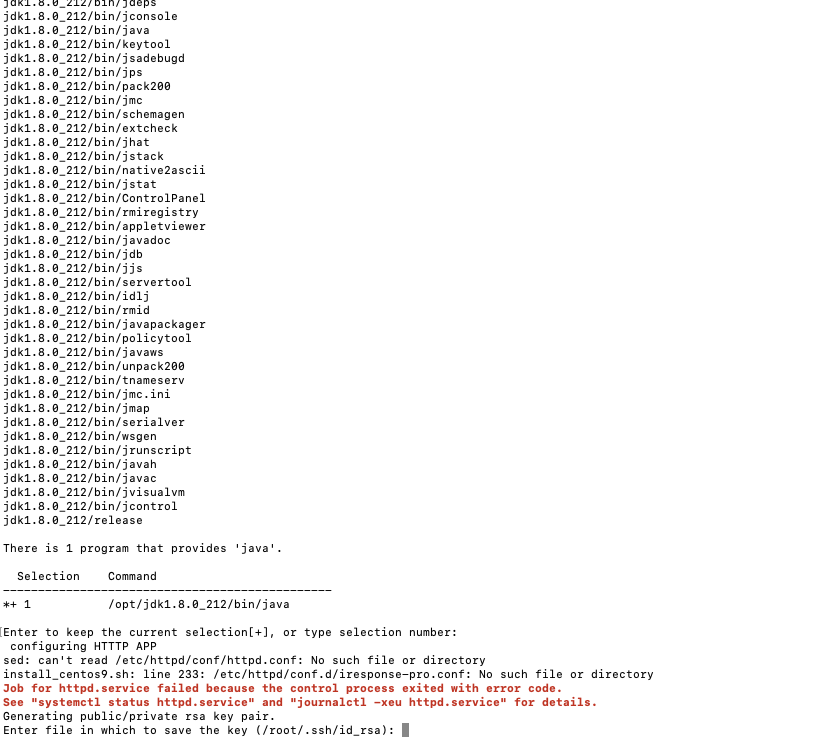 jdk1.8.0_212/bin/jdeps
jdk1.8.0_212/bin/jconsole
jdk1.8.0_212/bin/java
jdk1.8.0_212/bin/keytool
jdk1.8.0_212/bin/jsadebugd
jdk1.8.0_212/bin/jps
jdk1.8.0_212/bin/pack200
jdk1.8.0_212/bin/jmc
jdk1.8.0_212/bin/schemagen
jdk1.8.0_212/bin/extcheck
jdk1.8.0_212/bin/jhat
jdk1.8.0_212/bin/jstack
jdk1.8.0_212/bin/native2ascii
jdk1.8.0_212/bin/jstat
jdk1.8.0_212/bin/ControlPanel
jdk1.8.0_212/bin/rmiregistry
jdk1.8.0_212/bin/appletviewer
jdk1.8.0_212/bin/javadoc
jdk1.8.0_212/bin/jdb
jdk1.8.0_212/bin/jjs
jdk1.8.0_212/bin/servertool
jdk1.8.0_212/bin/idlj
jdk1.8.0_212/bin/rmid
jdk1.8.0_212/bin/javapackager
jdk1.8.0_212/bin/policytool
jdk1.8.0_212/bin/javaws
jdk1.8.0_212/bin/unpack200
jdk1.8.0_212/bin/tnameserv
jdk1.8.0_212/bin/jmc.ini
jdk1.8.0_212/bin/jmap
jdk1.8.0_212/bin/serialver
jdk1.8.0_212/bin/wsgen
jdk1.8.0_212/bin/jrunscript
jdk1.8.0_212/bin/javah
jdk1.8.0_212/bin/javac
jdk1.8.0_212/bin/jvisualvm
jdk1.8.0_212/bin/jcontrol
jdk1.8.0_212/release
There is 1 program that provides 'java'.
Selection    Command
-----------------------------------------------
*+ 1           /opt/jdk1.8.0_212/bin/java
Enter to keep the current selection[+], or type selection number:
configuring HTTTP APP
sed: can't read /etc/httpd/conf/httpd.conf: No such file or directory
install_centos9.sh: line 233: /etc/httpd/conf.d/iresponse-pro.conf: No such file or directory
Job for httpd.service failed because the control process exited with error code.
See "systemctl status httpd.service" and "journalctl -xeu httpd.service" for details.
Generating public/private rsa key pair.
Enter file in which to save the key (/root/.ssh/id_rsa):